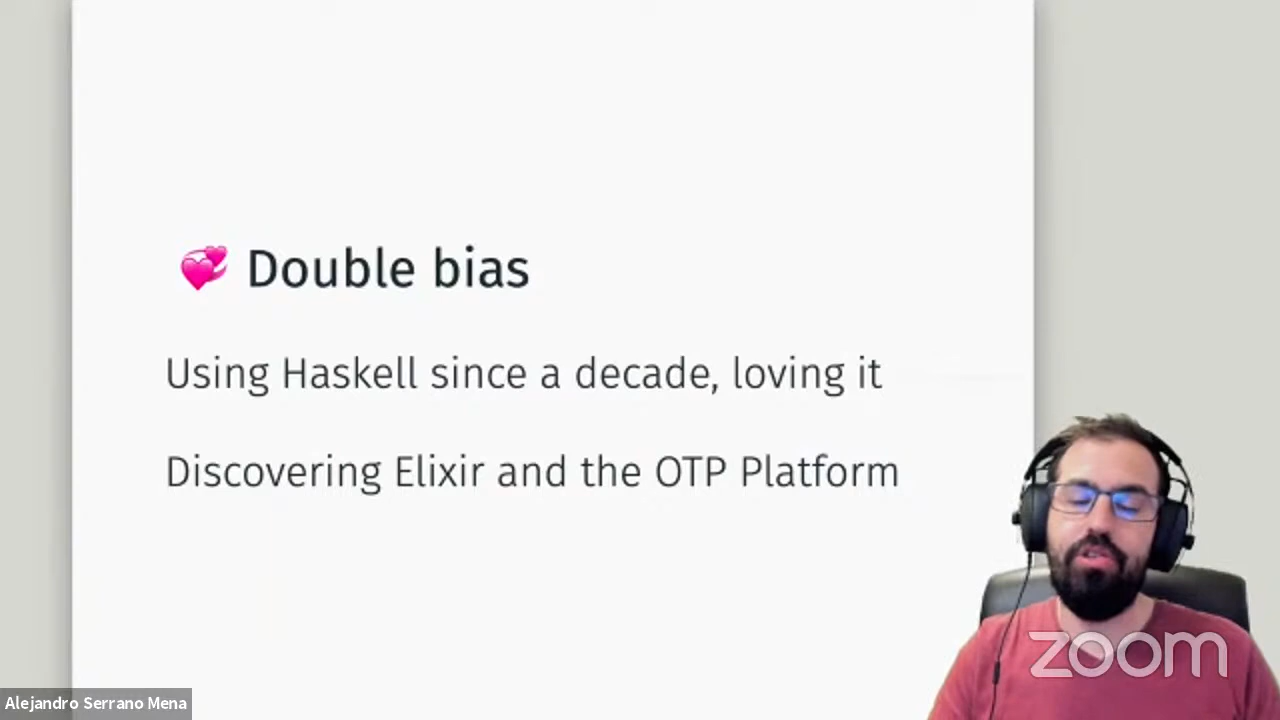 💞 Double bias
Using Haskell since a decade, loving it
Discovering Elixir and the OTP Platform
zoom
Alejandro Serrano Mena